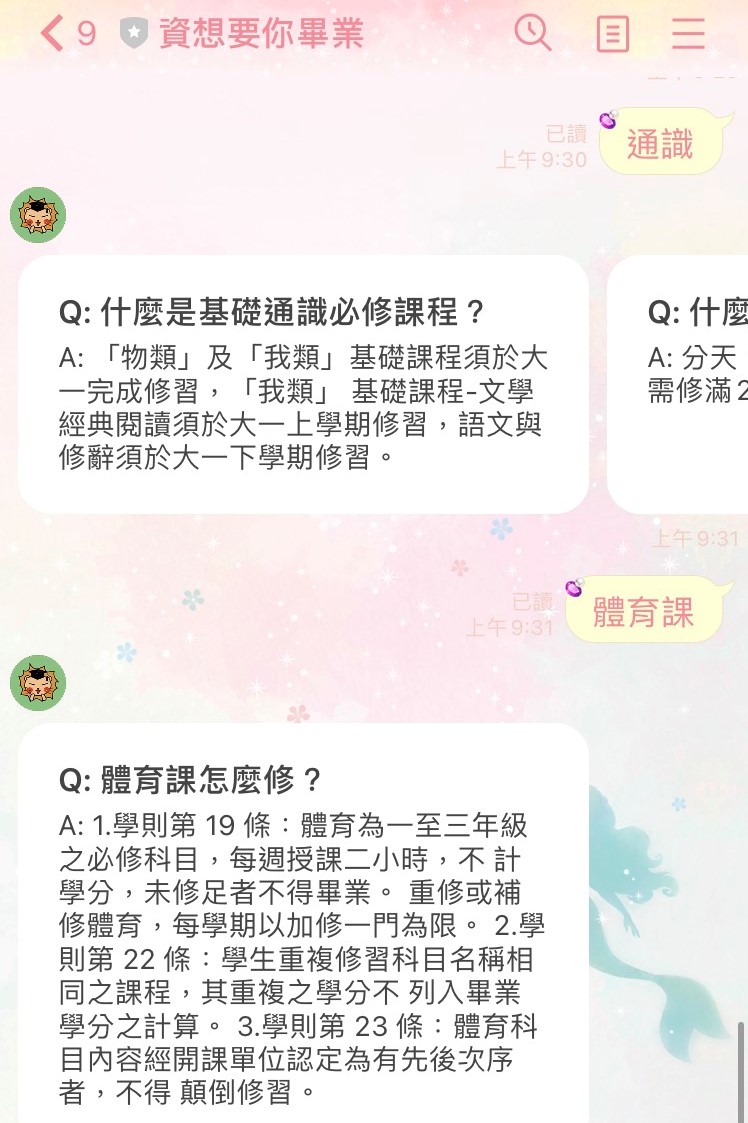 9 資想要你畢業
已讀
上午9:30
通識
Q: 什麼是基礎通識必修課程？
A: 「物類」及「我類」基礎課程須於大
一完成修習，「我類」 基礎課程-文學
經典閱讀須於大一上學期修習，語文與
修辭須於大一下學期修習。
Q: 什麼
A: 分天
需修滿2
上午9:31
已讀
上午9:31
體育課
Q: 體育課怎麼修？
A: 1.學則第 19 條：體育為一至三年級
之必修科目，每週授課二小時，不 計
學分，未修足者不得畢業。 重修或補
修體育，每學期以加修一門為限。 2.學
則第 22 條：學生重複修習科目名稱相
同之課程，其重複之學分不 列入畢業
學分之計算。 3.學則第 23 條：體育科
目內容經開課單位認定為有先後次序
者，不得 顛倒修習。